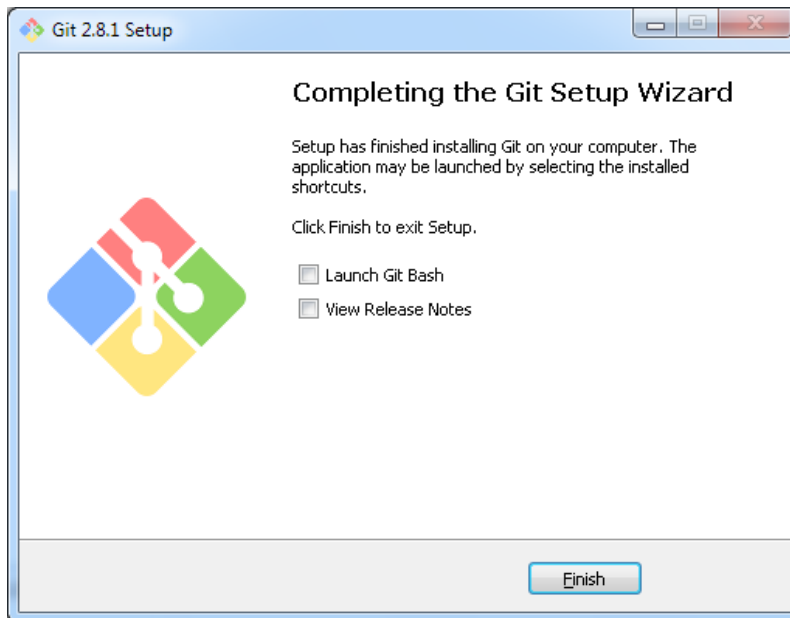 Git 2.8.1 Setup
Completing the Git Setup Wizard
Setup has finished installing Git on your computer. The
application may be launched by selecting the installed
shortcuts.
Click Finish to exit Setup.
Launch Git Bash
View Release Notes
Finish